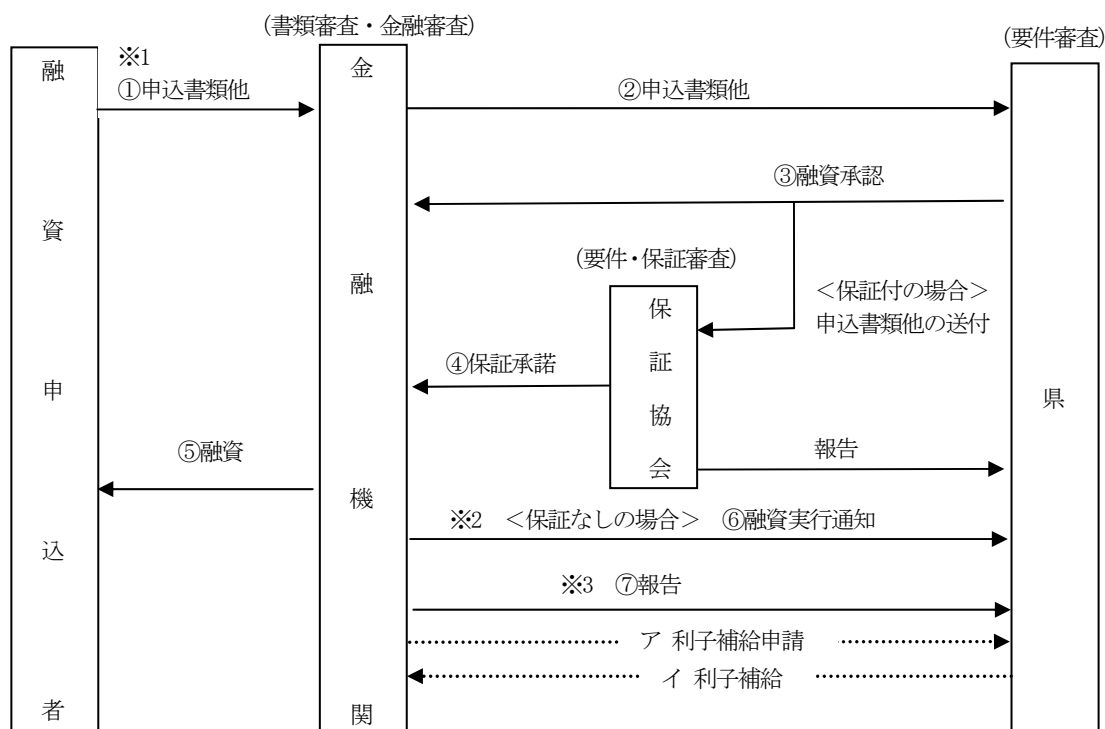 (書類審査・金融審査)
(要件審査)
融資申込者
金融機関
県
※1
①申込書類他
②申込書類他
③融資承認
(要件・保証審査)
保証協会
<保証付の場合>
申込書類他の送付
④保証承諾
⑤融資
報告
※2 <保証なしの場合> ⑥融資実行通知
※3 ⑦報告
ア 利子補給申請
イ 利子補給